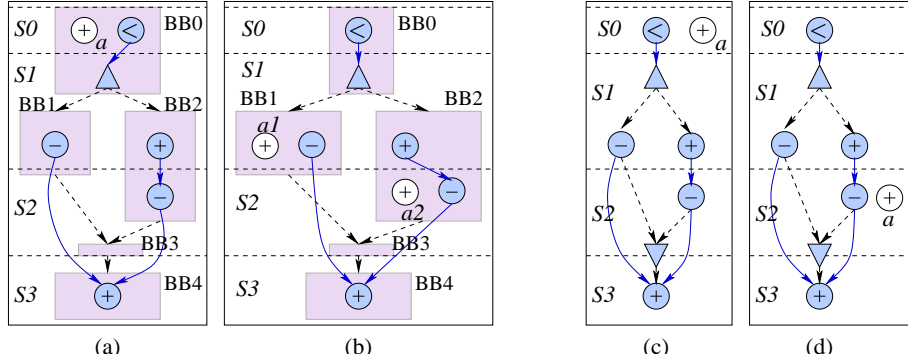 S0 + a < BB0 < BB0 S0 < + a S0 <
S1 S1 S1 S1
BB1 BB2 BB1 BB2
a1
− + + − + − + − +
S2 − S2 + − a2 S2 − S2 − + a
BB3 BB3
S3 + BB4 S3 + BB4 S3 + S3 +
(a) (b) (c) (d)